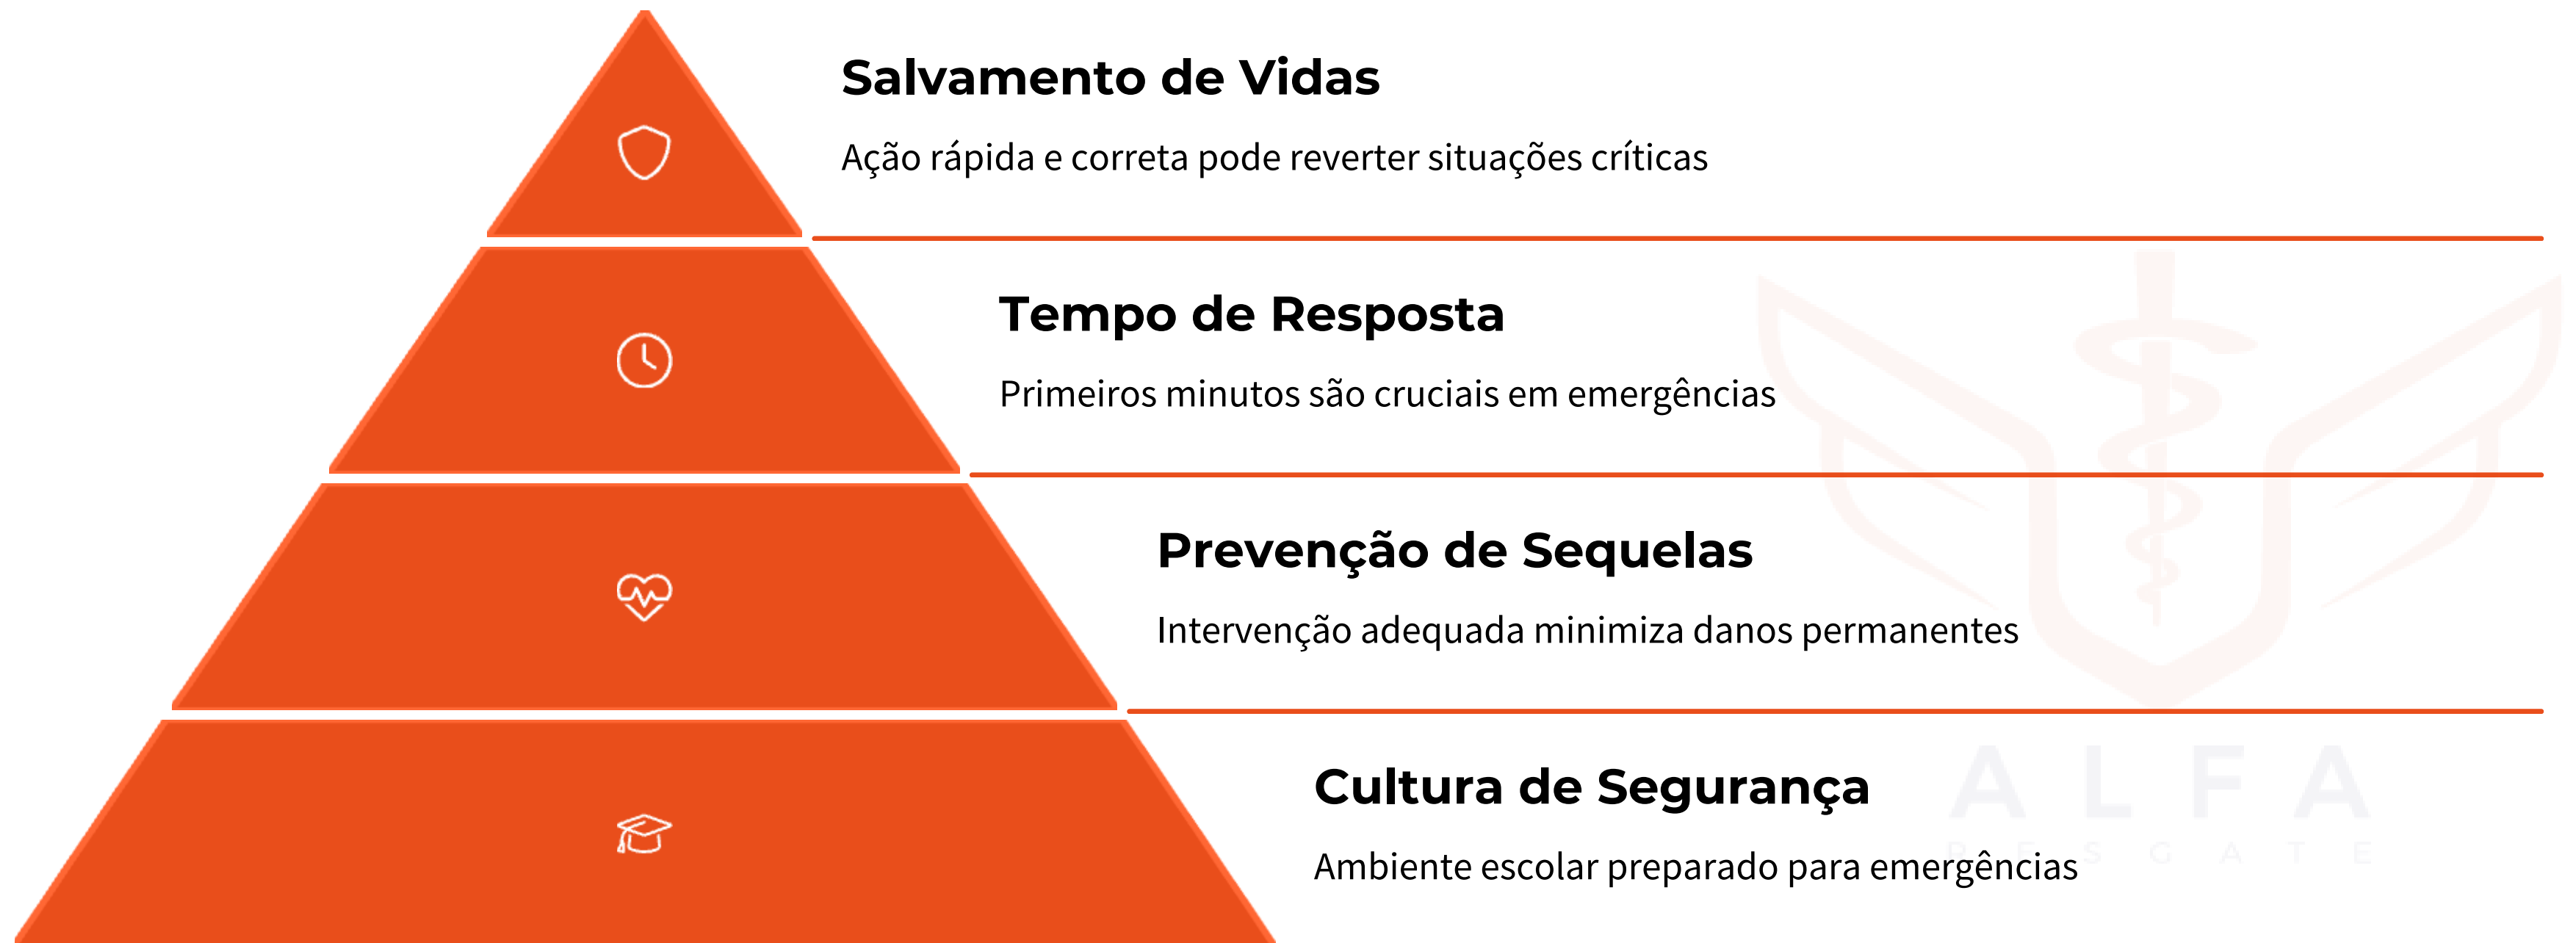 Salvamento de Vidas
Ação rápida e correta pode reverter situações críticas
Tempo de Resposta
Primeiros minutos são cruciais em emergências
Prevenção de Sequelas
Intervenção adequada minimiza danos permanentes
Cultura de Segurança
ALFA
RESGATE
Ambiente escolar preparado para emergências